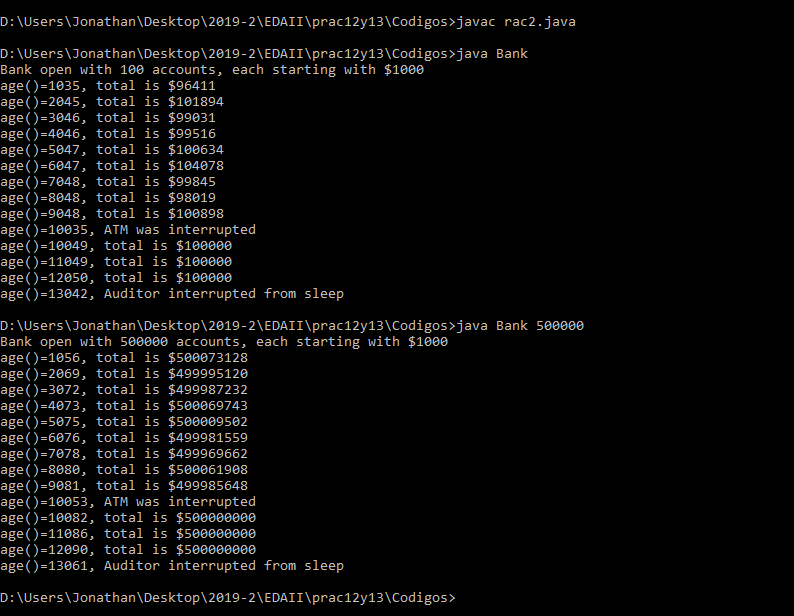 D:\Users\Jonathan\Desktop\2019-2\EDAII\prac12y13\Codigos>javac rac2.java
D:\Users\Jonathan\Desktop\2019-2\EDAII\prac12y13\Codigos>java Bank
Bank open with 100 accounts, each starting with $1000
age()=1035, total is $96411
age()=2045, total is $101894
age()=3046, total is $99031
age()=4046, total is $99516
age()=5047, total is $100634
age()=6047, total is $104078
age()=7048, total is $99845
age()=8048, total is $98019
age()=9048, total is $100898
age()=10035, ATM was interrupted
age()=10049, total is $100000
age()=11049, total is $100000
age()=12050, total is $100000
age()=13042, Auditor interrupted from sleep
D:\Users\Jonathan\Desktop\2019-2\EDAII\prac12y13\Codigos>java Bank 500000
Bank open with 500000 accounts, each starting with $1000
age()=1056, total is $500073128
age()=2069, total is $499995120
age()=3072, total is $499987232
age()=4073, total is $500069743
age()=5075, total is $500009502
age()=6076, total is $499981559
age()=7078, total is $499969662
age()=8080, total is $500061908
age()=9081, total is $499985648
age()=10053, ATM was interrupted
age()=10082, total is $500000000
age()=11086, total is $500000000
age()=12090, total is $500000000
age()=13061, Auditor interrupted from sleep
D:\Users\Jonathan\Desktop\2019-2\EDAII\prac12y13\Codigos>